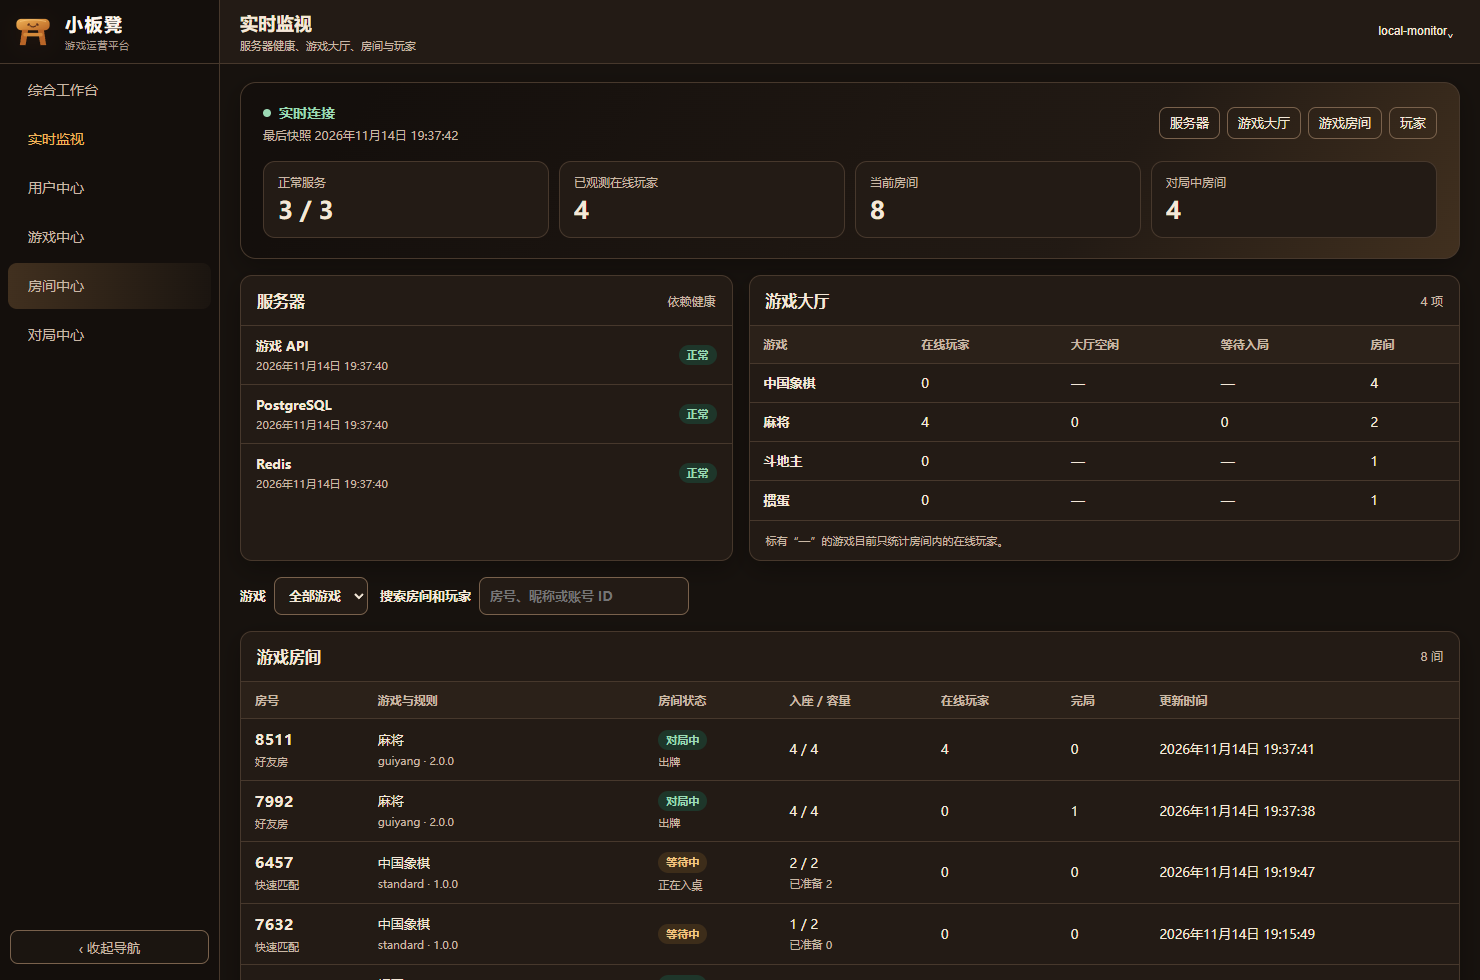 小板凳
游戏运营平台
实时监视
服务器健康、游戏大厅、房间与玩家
local-monitor
综合工作台
实时监视
用户中心
游戏中心
房间中心
对局中心
‹ 收起导航
实时连接
最后快照 2026年11月14日 19:37:42
服务器 游戏大厅 游戏房间 玩家
正常服务 已观测在线玩家 当前房间 对局中房间
3 / 3 4 8 4
服务器 依赖健康
游戏 API
2026年11月14日 19:37:40
正常
PostgreSQL
2026年11月14日 19:37:40
正常
Redis
2026年11月14日 19:37:40
正常
游戏大厅 4 项
游戏 在线玩家 大厅空闲 等待入局 房间
中国象棋 0 — — 4
麻将 4 0 0 2
斗地主 0 — — 1
掼蛋 0 — — 1
标有“—”的游戏目前只统计房间内的在线玩家。
游戏 全部游戏 搜索房间和玩家 房号、昵称或账号 ID
游戏房间 8 间
房号 游戏与规则 房间状态 入座 / 容量 在线玩家 完局 更新时间
8511 麻将 对局中 4 / 4 4 0 2026年11月14日 19:37:41
好友房 guiyang · 2.0.0 出牌
7992 麻将 对局中 4 / 4 0 1 2026年11月14日 19:37:38
好友房 guiyang · 2.0.0 出牌
6457 中国象棋 等待中 2 / 2 0 0 2026年11月14日 19:19:47
快速匹配 standard · 1.0.0 正在入桌 已准备 2
7632 中国象棋 等待中 1 / 2 0 0 2026年11月14日 19:15:49
快速匹配 standard · 1.0.0 已准备 0